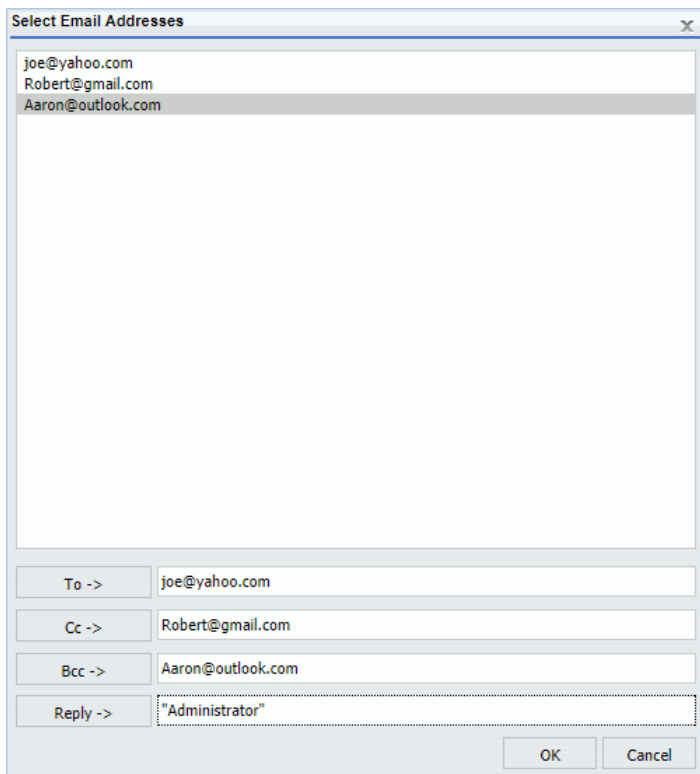 Select Email Addresses
x
joe@yahoo.com
Robert@gmail.com
Aaron@outlook.com
To -> joe@yahoo.com
Cc -> Robert@gmail.com
Bcc -> Aaron@outlook.com
Reply -> "Administrator"
OK Cancel